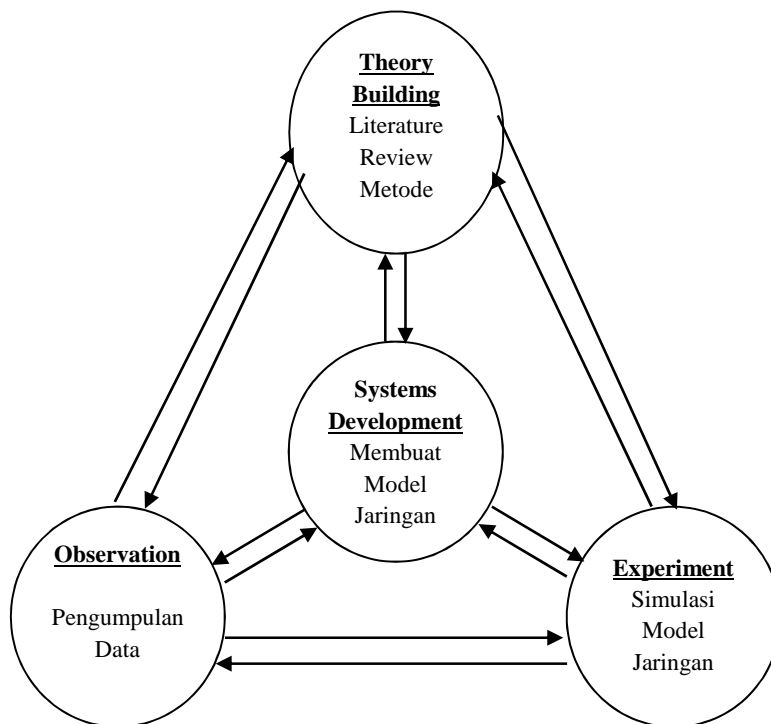 Theory
Building
Literature
Review
Metode
Systems
Development
Membuat
Model
Jaringan
Observation
Pengumpulan
Data
Experiment
Simulasi
Model
Jaringan